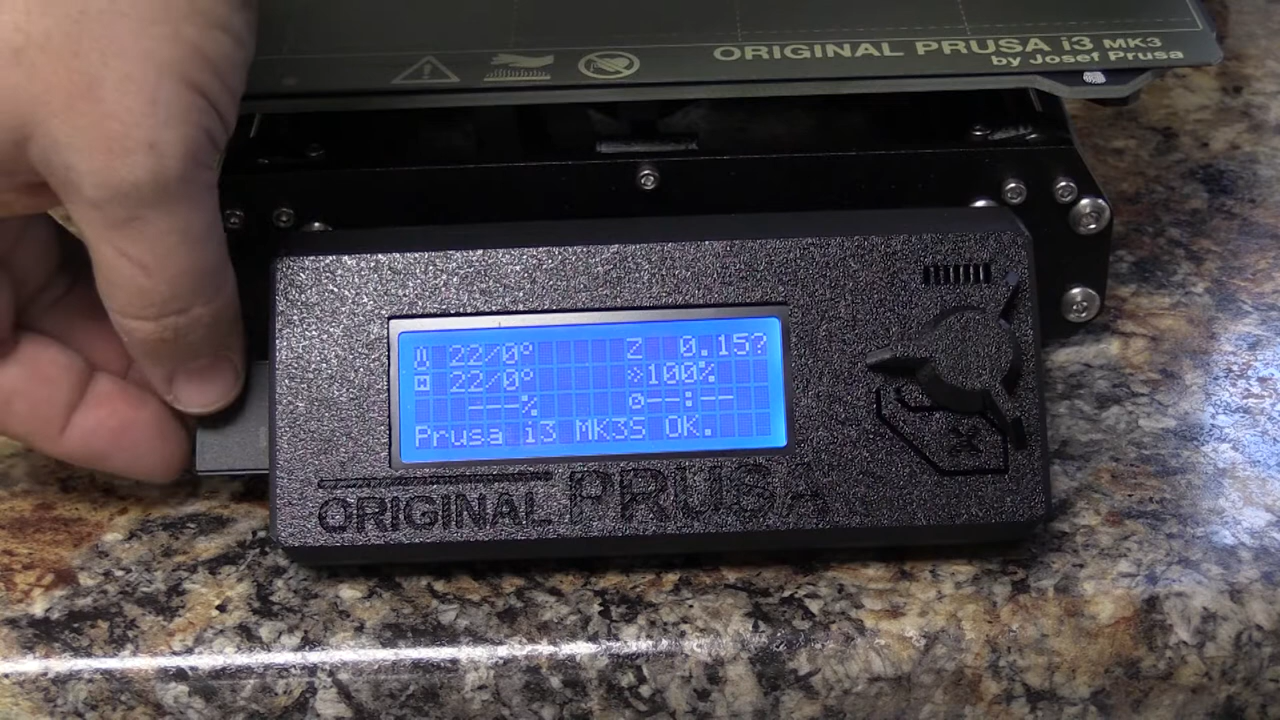 ORIGINAL PRUSA i3 MK3
by Josef Prusa
22/0° Z 0.15?
22/0° »100%
---% --:--
Prusa i3 MK3S OK.
ORIGINAL PRUSA